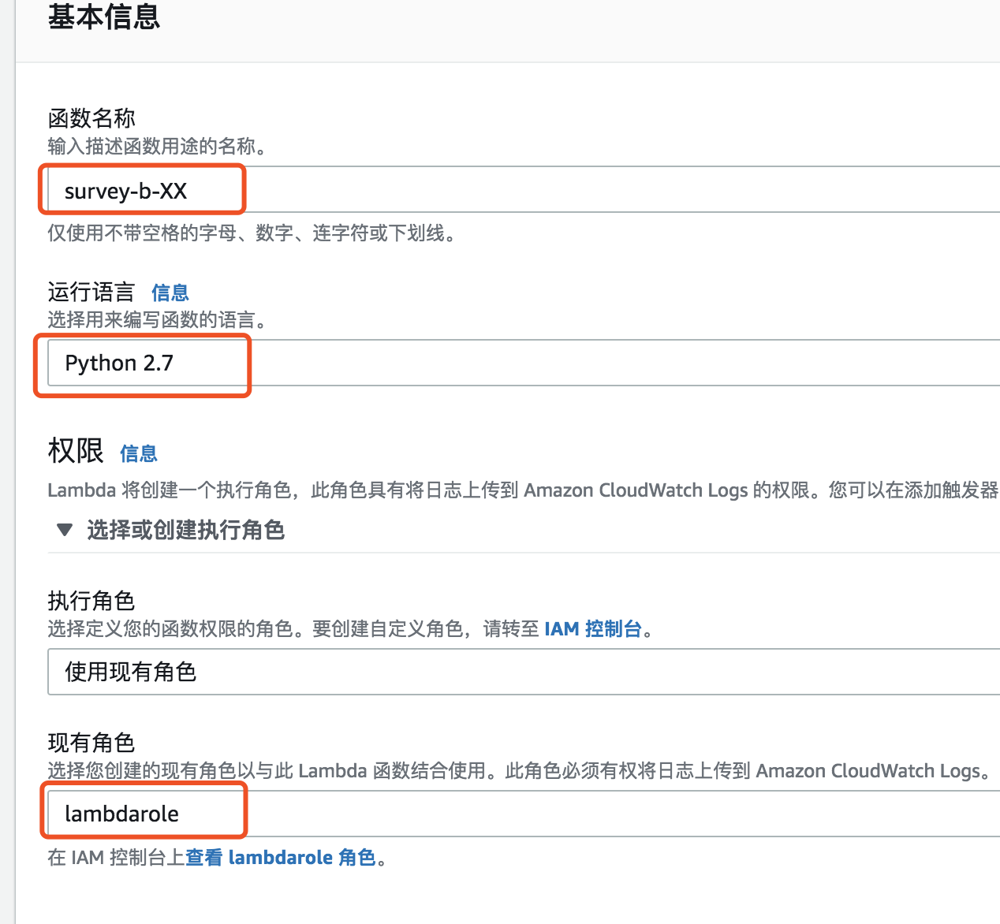 基本信息
函数名称
输入描述函数用途的名称。
survey-b-XX
仅使用不带空格的字母、数字、连字符或下划线。
运行语言 信息
选择用来编写函数的语言。
Python 2.7
权限 信息
Lambda 将创建一个执行角色，此角色具有将日志上传到 Amazon CloudWatch Logs 的权限。您可以在添加触发器
选择或创建执行角色
执行角色
选择定义您的函数权限的角色。要创建自定义角色，请转至 IAM 控制台。
使用现有角色
现有角色
选择您创建的现有角色以与此 Lambda 函数结合使用。此角色必须有权将日志上传到 Amazon CloudWatch Logs。
lambdarole
在 IAM 控制台上查看 lambdarole 角色。